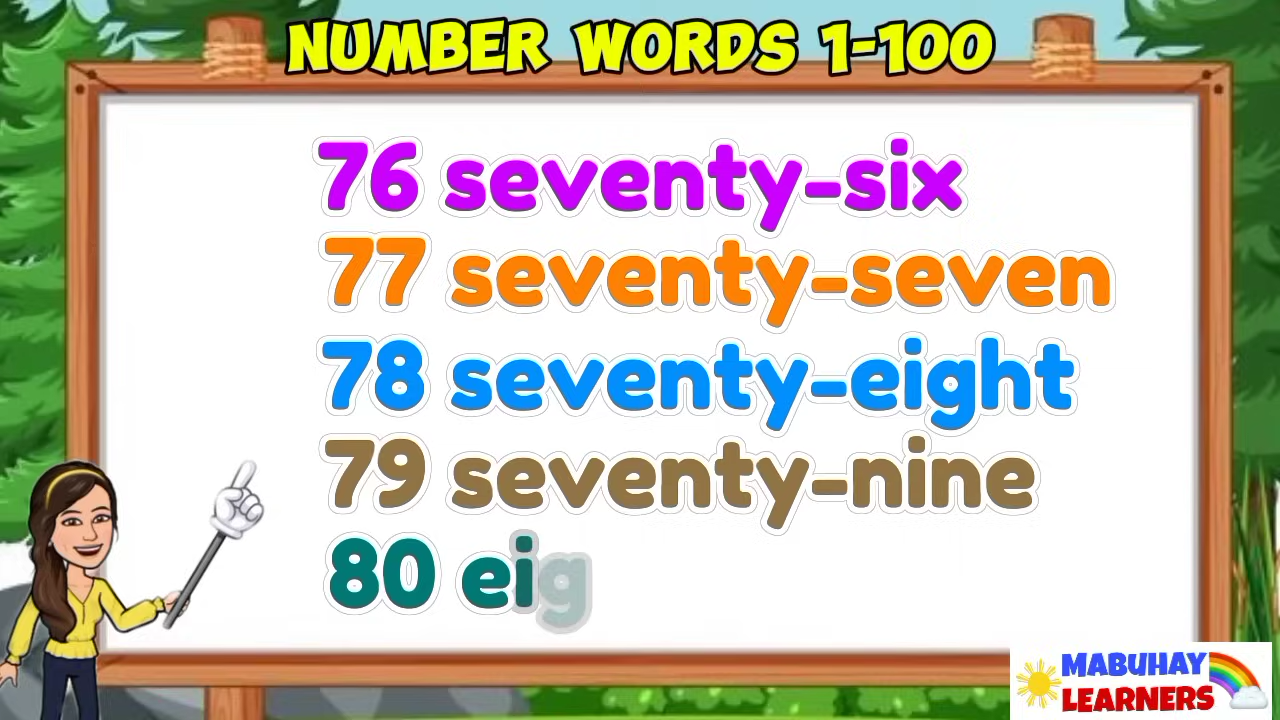 NUMBER WORDS 1-100
76 seventy-six
77 seventy-seven
78 seventy-eight
79 seventy-nine
80 eig
MABUHAY
LEARNERS